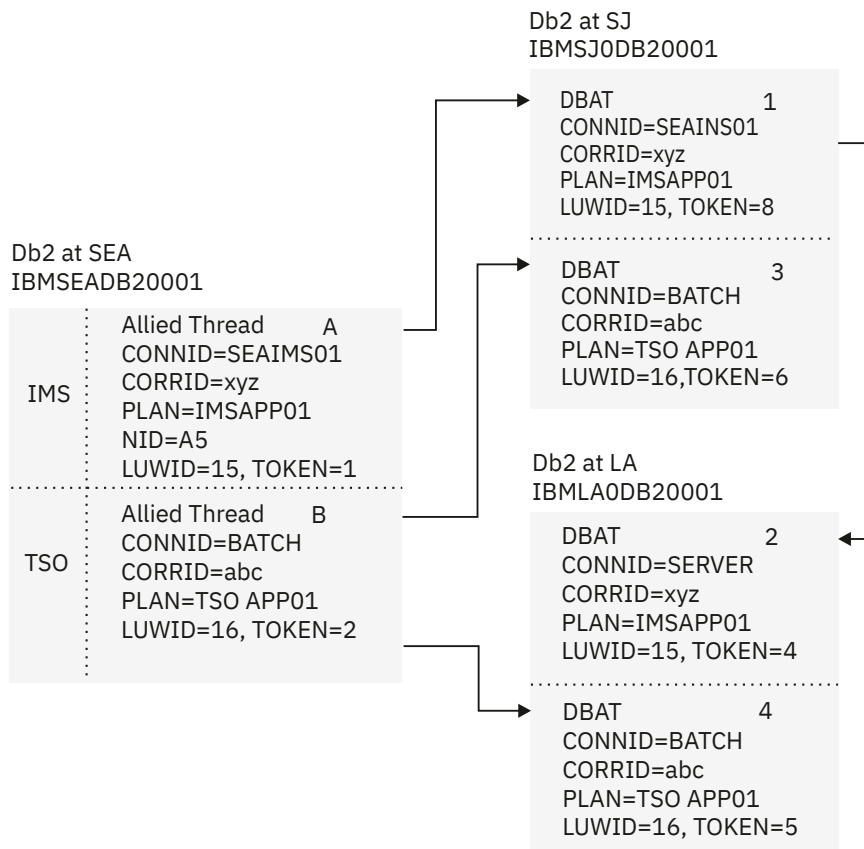 Db2 at SJ
IBMSJ0DB20001
DBAT 1
CONNID=SEAINS01
CORRID=xyz
PLAN=IMSAPP01
LUWID=15, TOKEN=8
DBAT 3
CONNID=BATCH
CORRID=abc
PLAN=TSO APP01
LUWID=16,TOKEN=6
Db2 at SEA
IBMSEADB20001
IMS
Allied Thread A
CONNID=SEAIMS01
CORRID=xyz
PLAN=IMSAPP01
NID=A5
LUWID=15, TOKEN=1
TSO
Allied Thread B
CONNID=BATCH
CORRID=abc
PLAN=TSO APP01
LUWID=16, TOKEN=2
Db2 at LA
IBMLA0DB20001
DBAT 2
CONNID=SERVER
CORRID=xyz
PLAN=IMSAPP01
LUWID=15, TOKEN=4
DBAT 4
CONNID=BATCH
CORRID=abc
PLAN=TSO APP01
LUWID=16, TOKEN=5